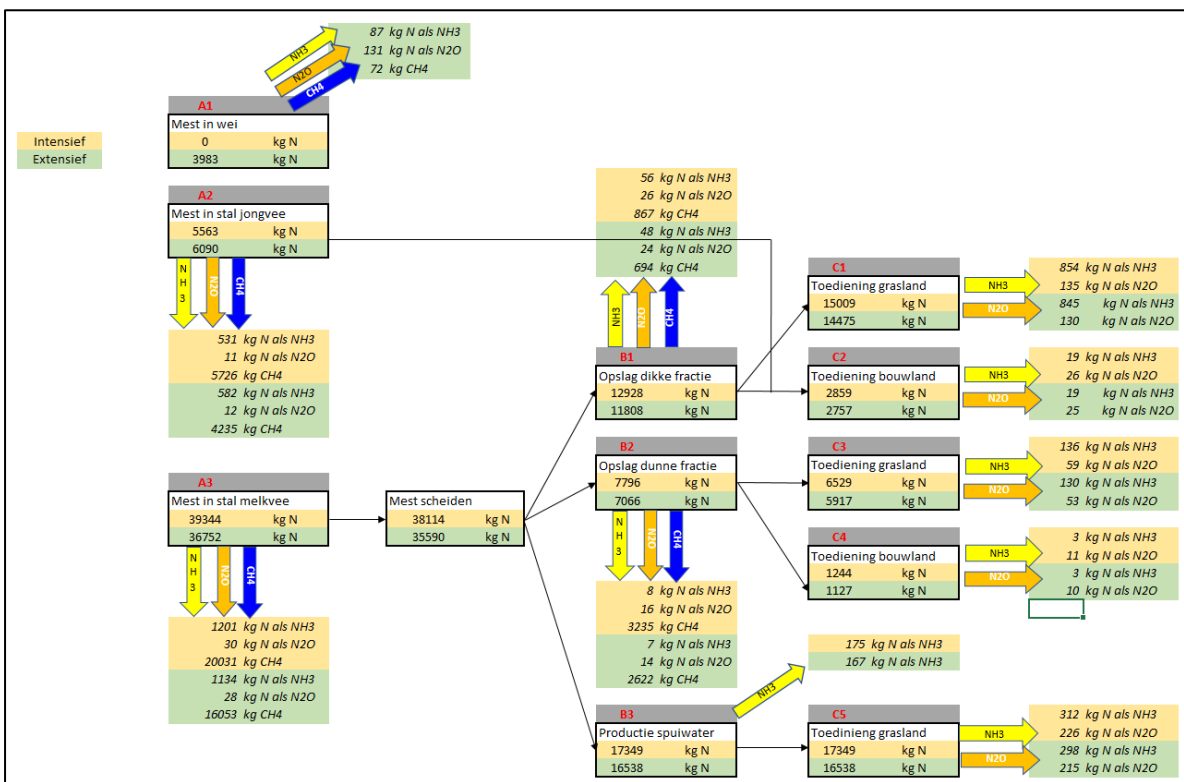 87 kg N als NH3
131 kg N als N2O
72 kg CH4
NH3
N2O
CH4
A1
Mest in wei
0 kg N
3983 kg N
Intensief
Extensief
A2
Mest in stal jongvee
5563 kg N
6090 kg N
NH3
N2O
CH4
531 kg N als NH3
11 kg N als N2O
5726 kg CH4
582 kg N als NH3
12 kg N als N2O
4235 kg CH4
A3
Mest in stal melkvee
39344 kg N
36752 kg N
NH3
N2O
CH4
1201 kg N als NH3
30 kg N als N2O
20031 kg CH4
1134 kg N als NH3
28 kg N als N2O
16053 kg CH4
Mest scheiden
38114 kg N
35590 kg N
56 kg N als NH3
26 kg N als N2O
867 kg CH4
48 kg N als NH3
24 kg N als N2O
694 kg CH4
NH3
N2O
CH4
B1
Opslag dikke fractie
12928 kg N
11808 kg N
B2
Opslag dunne fractie
7796 kg N
7066 kg N
NH3
N2O
CH4
8 kg N als NH3
16 kg N als N2O
3235 kg CH4
7 kg N als NH3
14 kg N als N2O
2622 kg CH4
B3
Productie spuiwater
17349 kg N
16538 kg N
NH3
175 kg N als NH3
167 kg N als NH3
C1
Toediening grasland
15009 kg N
14475 kg N
NH3
N2O
854 kg N als NH3
135 kg N als N2O
845 kg N als NH3
130 kg N als N2O
C2
Toediening bouwland
2859 kg N
2757 kg N
NH3
N2O
19 kg N als NH3
26 kg N als N2O
19 kg N als NH3
25 kg N als N2O
C3
Toediening grasland
6529 kg N
5917 kg N
NH3
N2O
136 kg N als NH3
59 kg N als N2O
130 kg N als NH3
53 kg N als N2O
C4
Toediening bouwland
1244 kg N
1127 kg N
NH3
N2O
3 kg N als NH3
11 kg N als N2O
3 kg N als NH3
10 kg N als N2O
C5
Toedinieng grasland
17349 kg N
16538 kg N
NH3
N2O
312 kg N als NH3
226 kg N als N2O
298 kg N als NH3
215 kg N als N2O